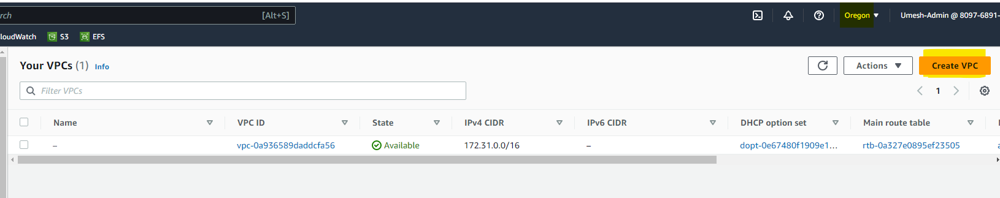 rch [Alt+S] Oregon Umesh-Admin @ 8097-6891-
loudWatch S3 EFS
Your VPCs (1) Info Actions Create VPC
Filter VPCs 1
Name VPC ID State IPv4 CIDR IPv6 CIDR DHCP option set Main route table
– vpc-0a936589daddcfa56 Available 172.31.0.0/16 – dopt-0e67480f1909e1... rtb-0a327e0895ef23505